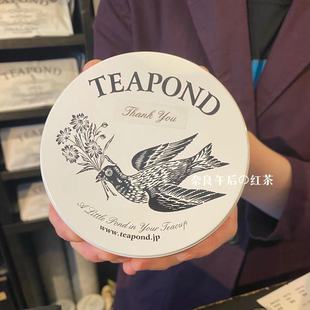 TEAPOND
Thank You
奈良午后の红茶
A Little Pond in Your Teacup
www.teapond.jp